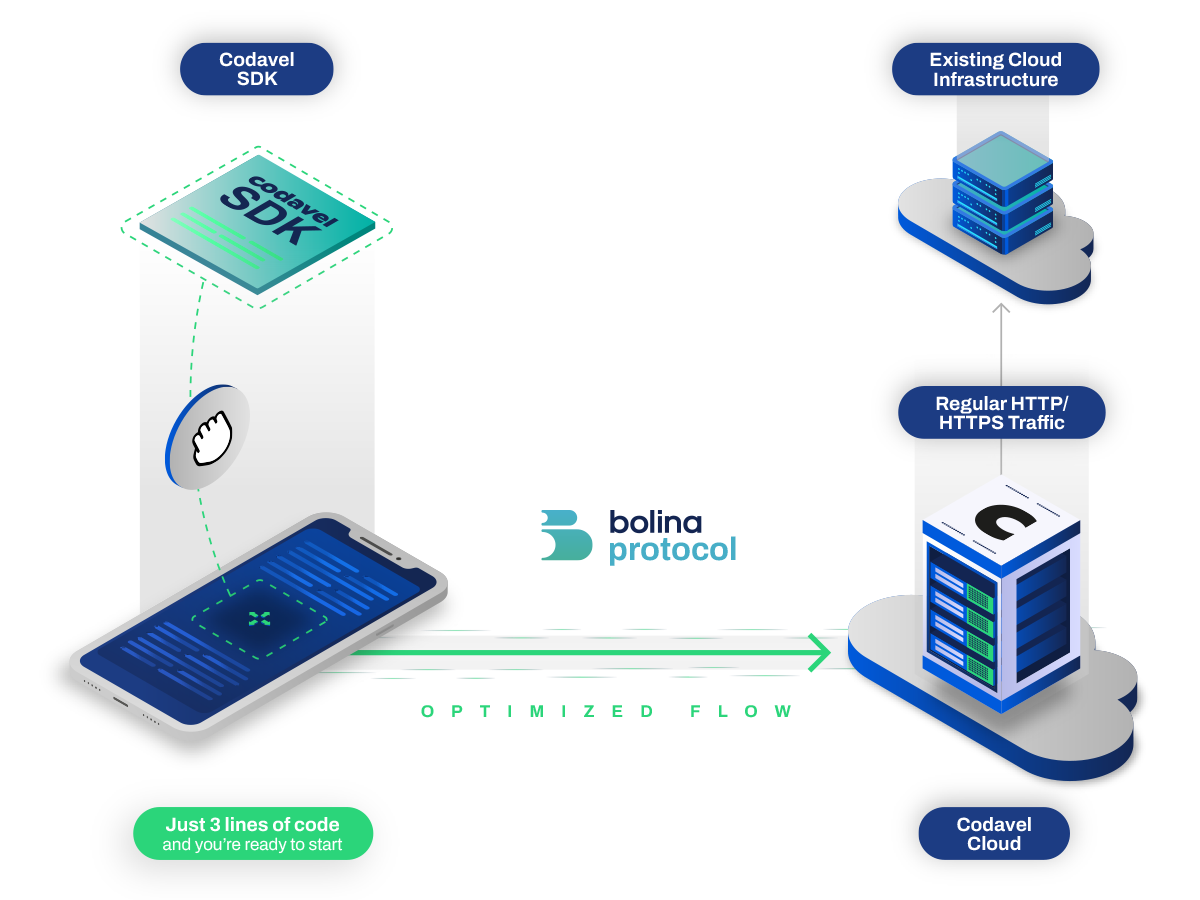 Codavel
SDK
Existing Cloud
Infrastructure
codavel
SDK
Regular HTTP/
HTTPS Traffic
bolina
protocol
OPTIMIZED FLOW
Just 3 lines of code
and you’re ready to start
Codavel
Cloud